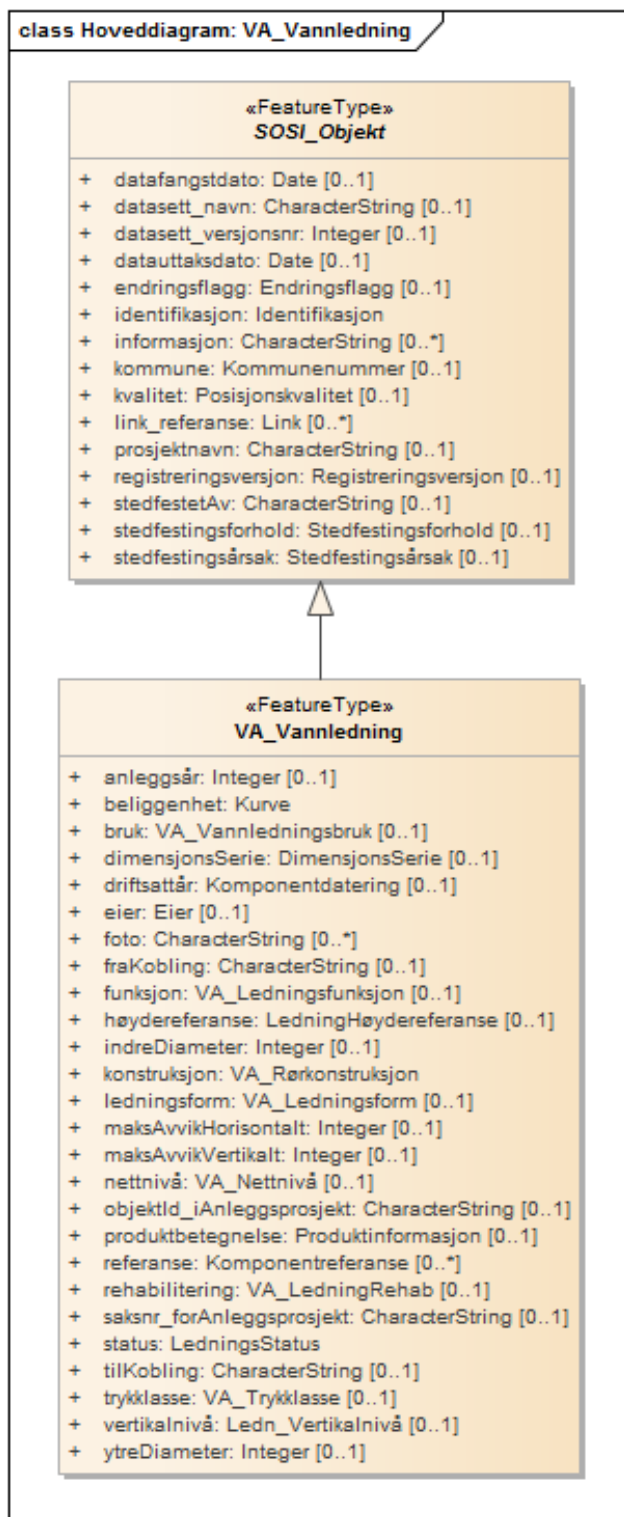 class Hoveddiagram: VA_Vannledning
«FeatureType»
SOSI_Objekt
+ datafangstdato: Date [0..1]
+ datasett_navn: CharacterString [0..1]
+ datasett_versjonsnr: Integer [0..1]
+ datauttaksdato: Date [0..1]
+ endringsflagg: Endringsflagg [0..1]
+ identifikasjon: Identifikasjon
+ informasjon: CharacterString [0..*]
+ kommune: Kommunenummer [0..1]
+ kvalitet: Posisjonskvalitet [0..1]
+ link_referanse: Link [0..*]
+ prosjektnavn: CharacterString [0..1]
+ registreringsversjon: Registreringsversjon [0..1]
+ stedfestetAv: CharacterString [0..1]
+ stedfestingsforhold: Stedfestingsforhold [0..1]
+ stedfestingsårsak: Stedfestingsårsak [0..1]
«FeatureType»
VA_Vannledning
+ anleggsår: Integer [0..1]
+ beliggenhet: Kurve
+ bruk: VA_Vannledningsbruk [0..1]
+ dimensjonsSerie: DimensjonsSerie [0..1]
+ driftsattår: Komponentdatering [0..1]
+ eier: Eier [0..1]
+ foto: CharacterString [0..*]
+ fraKobling: CharacterString [0..1]
+ funksjon: VA_Ledningsfunksjon [0..1]
+ høydereferanse: LedningHøydereferanse [0..1]
+ indreDiameter: Integer [0..1]
+ konstruksjon: VA_Rørkonstruksjon
+ ledningsform: VA_Ledningsform [0..1]
+ maksAvvikHorisontalt: Integer [0..1]
+ maksAvvikVertikalt: Integer [0..1]
+ nettnivå: VA_Nettnivå [0..1]
+ objektId_iAnleggsprosjekt: CharacterString [0..1]
+ produktbetegnelse: Produktinformasjon [0..1]
+ referanse: Komponentreferanse [0..*]
+ rehabilitering: VA_LedningRehab [0..1]
+ saksnr_forAnleggsprosjekt: CharacterString [0..1]
+ status: LedningsStatus
+ tilKobling: CharacterString [0..1]
+ trykklasse: VA_Trykklasse [0..1]
+ vertikalnivå: Ledn_Vertikalnivå [0..1]
+ ytreDiameter: Integer [0..1]